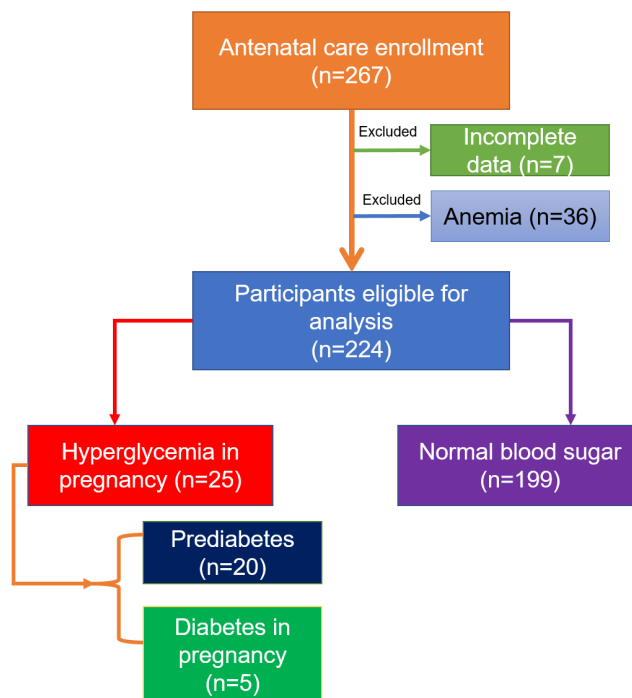 Antenatal care enrollment
(n=267)
Excluded
Incomplete
data (n=7)
Excluded
Anemia (n=36)
Participants eligible for
analysis
(n=224)
Hyperglycemia in
pregnancy (n=25)
Normal blood sugar
(n=199)
Prediabetes
(n=20)
Diabetes in
pregnancy
(n=5)